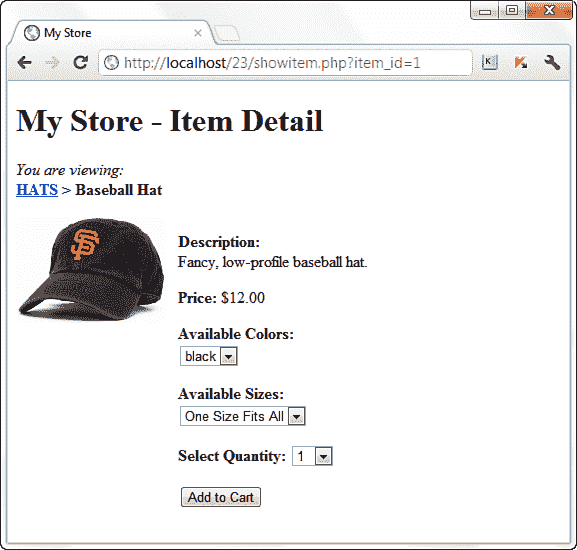 My Store
http://localhost/23/showitem.php?item_id=1
K
My Store - Item Detail
You are viewing:
HATS > Baseball Hat
SF
Description:
Fancy, low-profile baseball hat.
Price: $12.00
Available Colors:
black
Available Sizes:
One Size Fits All
Select Quantity: 1
Add to Cart